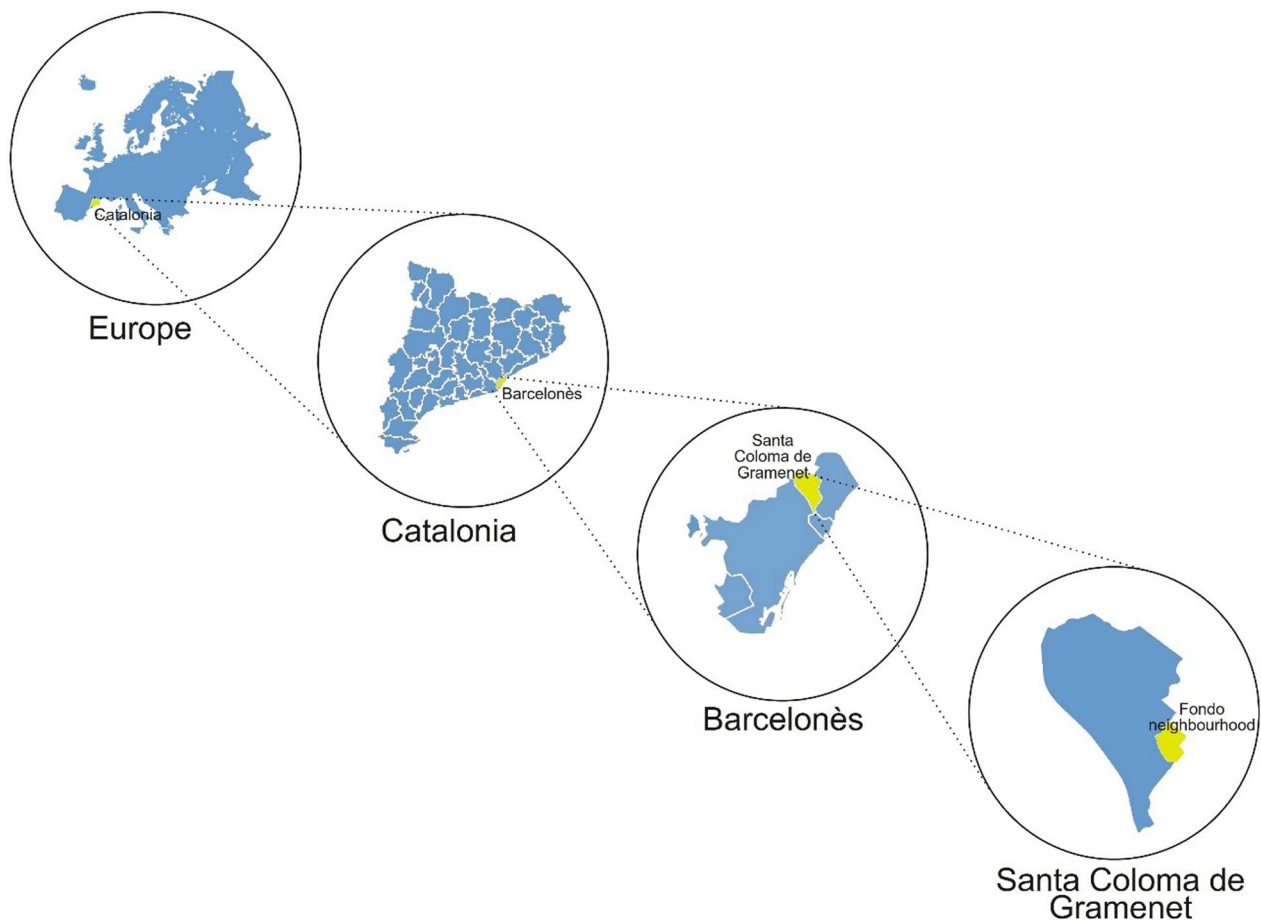 Catalonia
Europe
Barcelonès
Catalonia
Santa
Coloma de
Gramenet
Barcelonès
Fondo
neighbourhood
Santa Coloma de
Gramenet